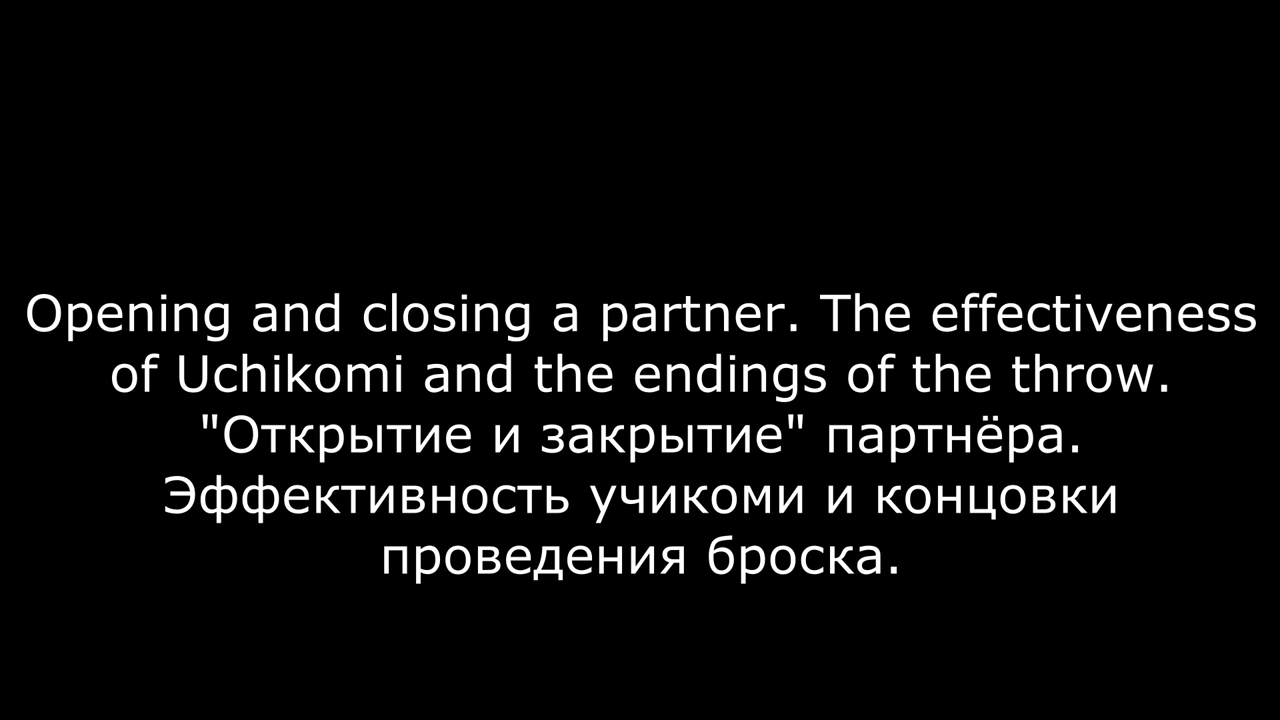 Opening and closing a partner. The effectiveness
of Uchikomi and the endings of the throw.
"Открытие и закрытие" партнёра.
Эффективность учикоми и концовки
проведения броска.